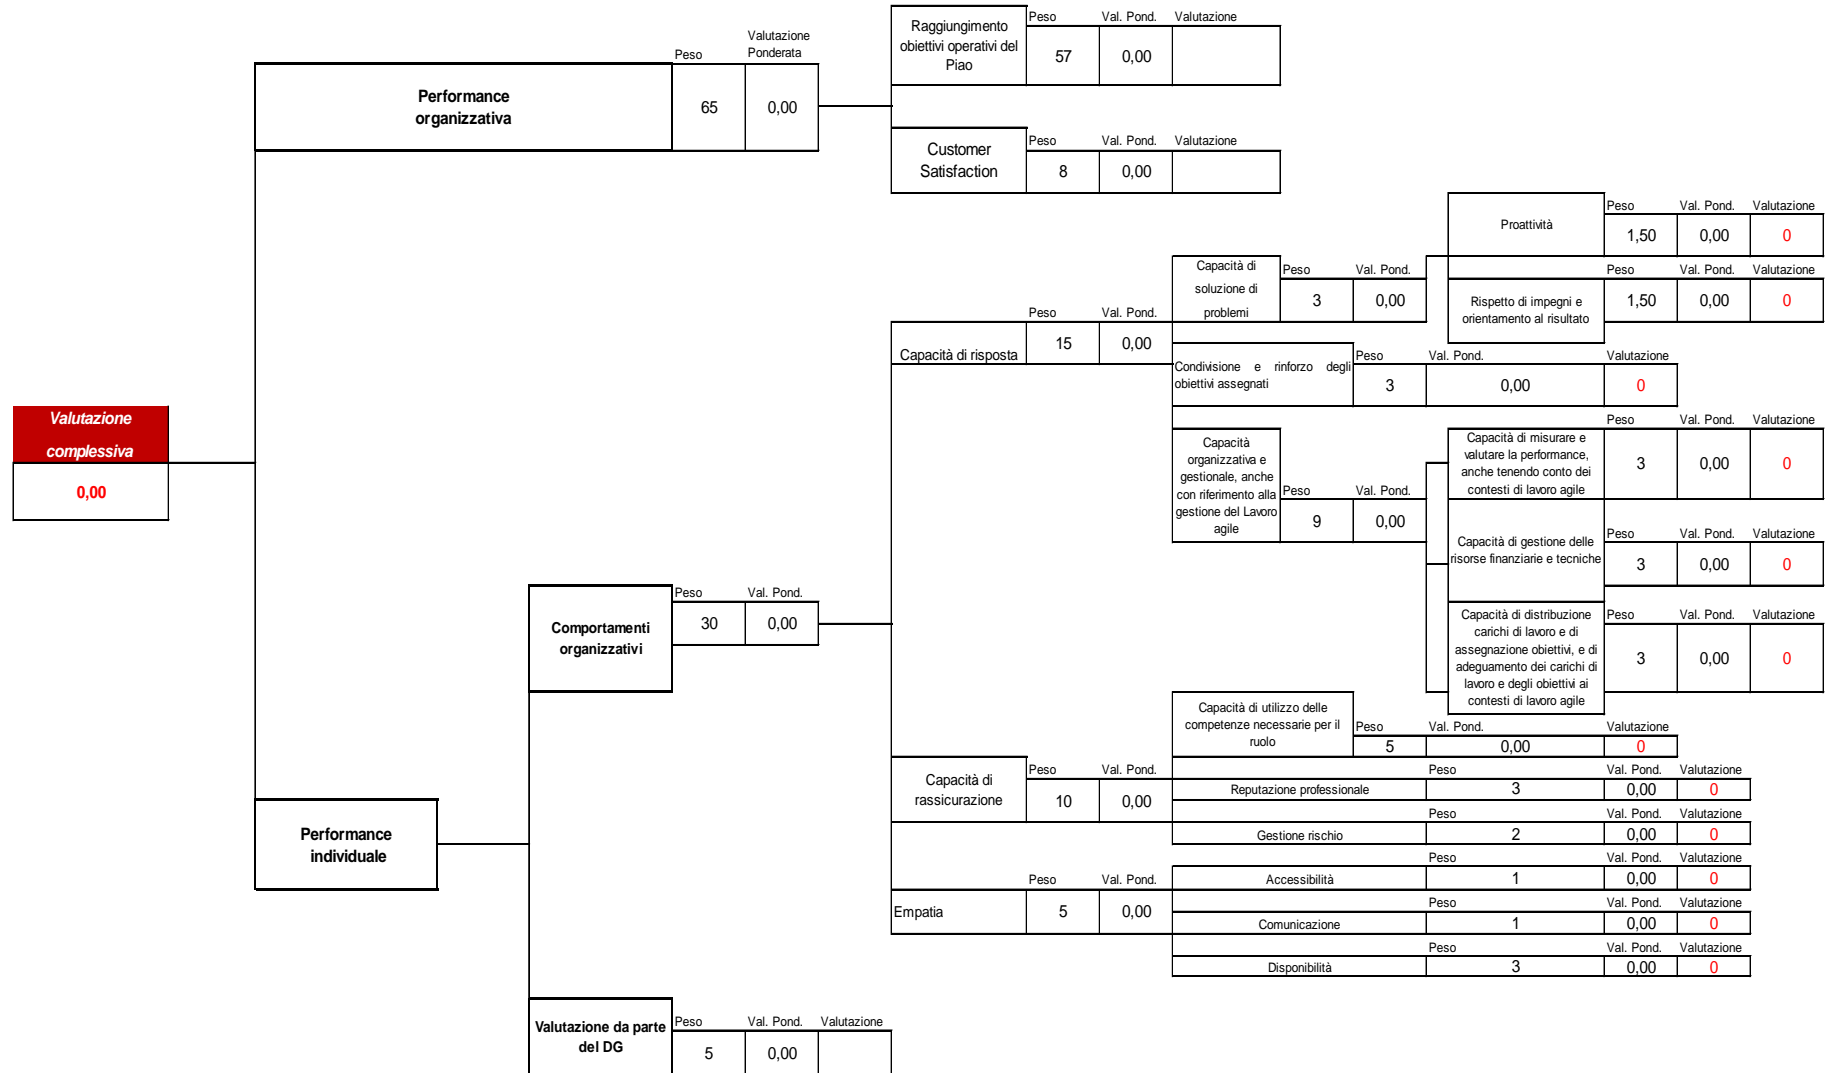 Raggiungimento
obiettivi operativi del
Piao
Peso Val. Pond. Valutazione
57 0,00
Valutazione
Ponderata
Peso
Performance
organizzativa
65 0,00
Customer
Satisfaction
Peso Val. Pond. Valutazione
8 0,00
Proattività
Peso Val. Pond. Valutazione
1,50 0,00 0
Capacità di
soluzione di
problemi
Peso Val. Pond.
3 0,00
Rispetto di impegni e
orientamento al risultato
Peso Val. Pond. Valutazione
1,50 0,00 0
Capacità di risposta
Peso Val. Pond.
15 0,00
Condivisione e rinforzo degli
obiettivi assegnati
Peso Val. Pond. Valutazione
3 0,00 0
Valutazione
complessiva
0,00
Capacità
organizzativa e
gestionale, anche
con riferimento alla
gestione del Lavoro
agile
Peso Val. Pond.
9 0,00
Capacità di misurare e
valutare la performance,
anche tenendo conto dei
contesti di lavoro agile
Peso Val. Pond. Valutazione
3 0,00 0
Capacità di gestione delle
risorse finanziarie e tecniche
Peso Val. Pond. Valutazione
3 0,00 0
Comportamenti
organizzativi
Peso Val. Pond.
30 0,00
Capacità di distribuzione
carichi di lavoro e di
assegnazione obiettivi, e di
adeguamento dei carichi di
lavoro e degli obiettivi ai
contesti di lavoro agile
Peso Val. Pond. Valutazione
3 0,00 0
Capacità di utilizzo delle
competenze necessarie per il
ruolo
Peso Val. Pond. Valutazione
5 0,00 0
Capacità di
rassicurazione
Peso Val. Pond.
10 0,00
Peso Val. Pond. Valutazione
Reputazione professionale 3 0,00 0
Peso Val. Pond. Valutazione
Gestione rischio 2 0,00 0
Performance
individuale
Peso Val. Pond. Valutazione
Accessibilità 1 0,00 0
Peso Val. Pond.
Empatia 5 0,00
Peso Val. Pond. Valutazione
Comunicazione 1 0,00 0
Peso Val. Pond. Valutazione
Disponibilità 3 0,00 0
Valutazione da parte
del DG
Peso Val. Pond. Valutazione
5 0,00